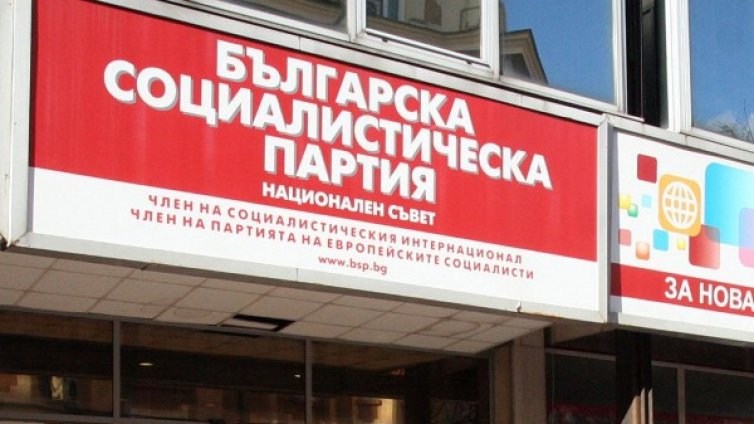 БЪЛГАРСКА
СОЦИАЛИСТИЧЕСКА
ПАРТИЯ
НАЦИОНАЛЕН СЪВЕТ
ЧЛЕН НА СОЦИАЛИСТИЧЕСКИЯ ИНТЕРНАЦИОНАЛ
ЧЛЕН НА ПАРТИЯТА НА ЕВРОПЕЙСКИТЕ СОЦИАЛИСТИ
www.bsp.bg
ЗА НОВА